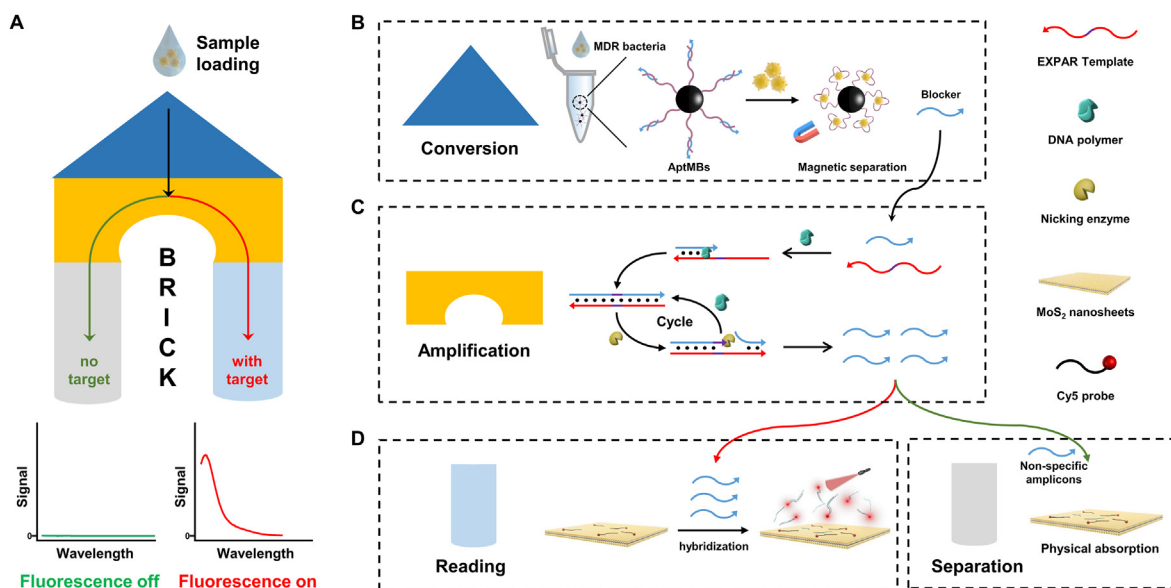 A
Sample
loading
B
R
I
C
K
no
target
with
target
Signal
0
Wavelength
Fluorescence off
Signal
0
Wavelength
Fluorescence on
B
MDR bacteria
Conversion
AptMBs
Magnetic separation
Blocker
C
Amplification
Cycle
D
Reading
hybridization
Non-specific
amplicons
Physical absorption
Separation
EXPAR Template
DNA polymer
Nicking enzyme
MoS2 nanosheets
Cy5 probe